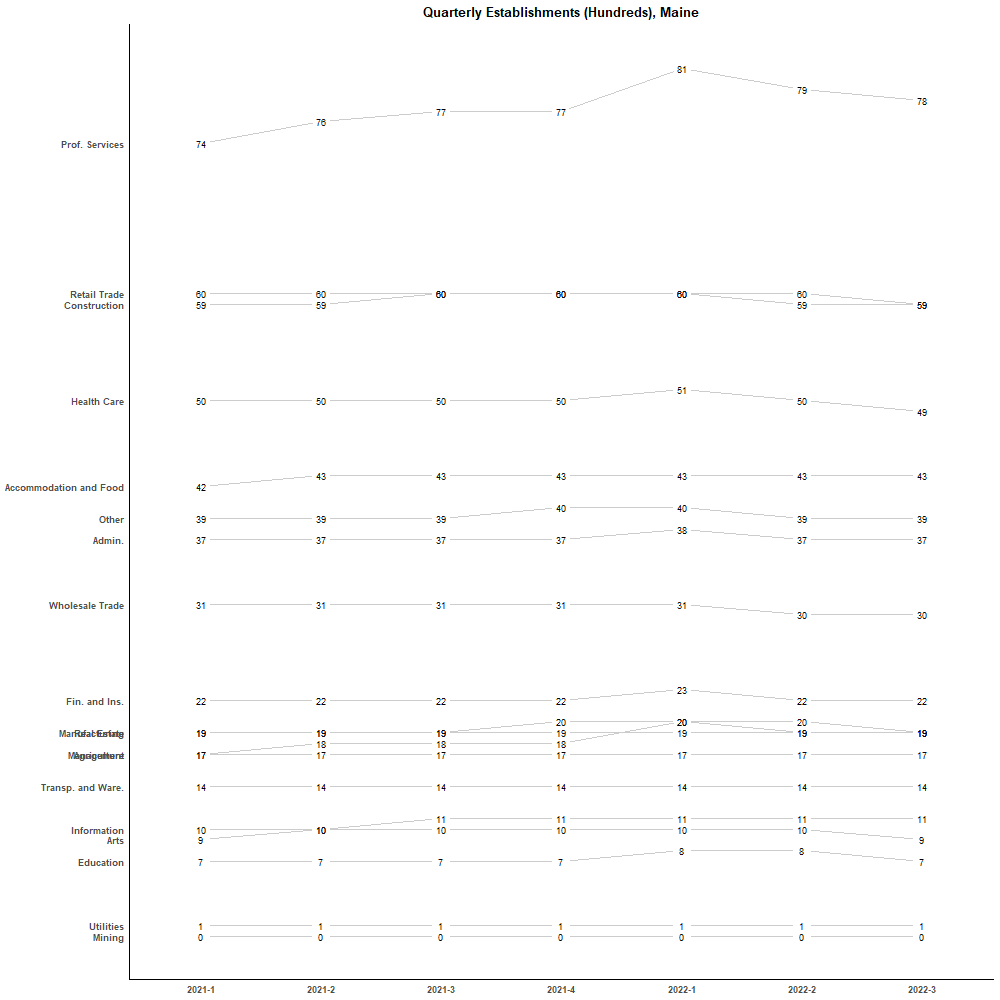 Quarterly Establishments (Hundreds), Maine
81
79
78
77 77
76
Prof. Services 74
Retail Trade 60 60 60 60 60 60
Construction 59 59 59 59
51
Health Care 50 50 50 50 50
49
43 43 43 43 43 43
Accommodation and Food 42
40 40
Other 39 39 39 39 39
38
Admin. 37 37 37 37 37 37
Wholesale Trade 31 31 31 31 31
30 30
23
Fin. and Ins. 22 22 22 22 22 22
20 20 20
19 19 19 19 19 19 19
18 18 18
17 17 17 17 17 17 17
Transp. and Ware. 14 14 14 14 14 14 14
11 11 11 11 11
Information 10 10 10 10 10 10
Arts 9 9
8 8
Education 7 7 7 7 7
Utilities 1 1 1 1 1 1 1
Mining 0 0 0 0 0 0 0
2021-1 2021-2 2021-3 2021-4 2022-1 2022-2 2022-3